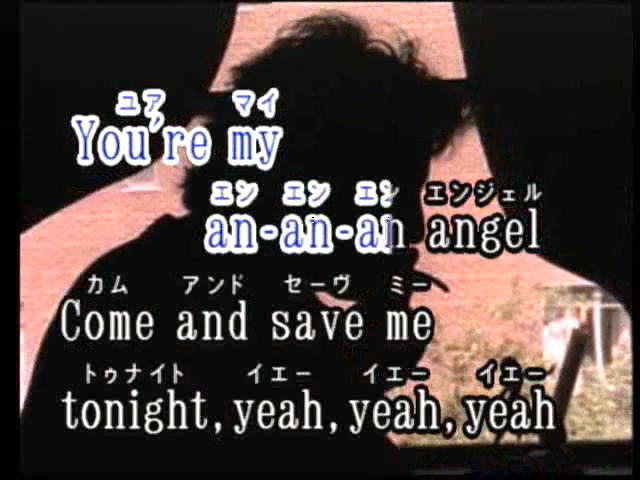 ユア マイ
You're my
エン エン エン エンジェル
an-an-an angel
カム アンド セーヴ ミー
Come and save me
トゥナイト イエー イエー イエー
tonight, yeah, yeah, yeah